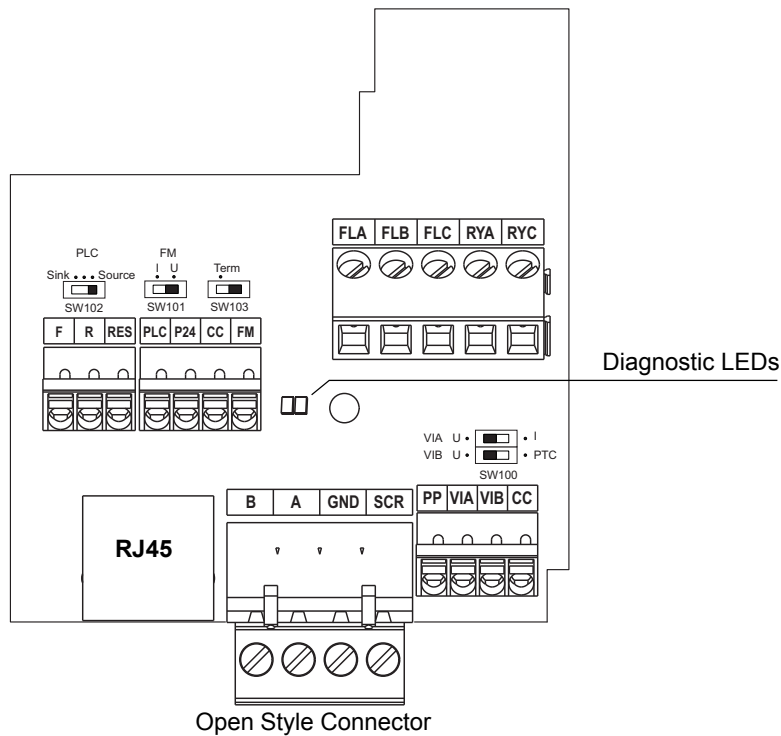 FLA FLB FLC RYA RYC
PLC FM
Sink Source I U Term
SW102 SW101 SW103
F R RES PLC P24 CC FM
Diagnostic LEDs
VIA U I
VIB U PTC
SW100
PP VIA VIB CC
B A GND SCR
RJ45
Open Style Connector